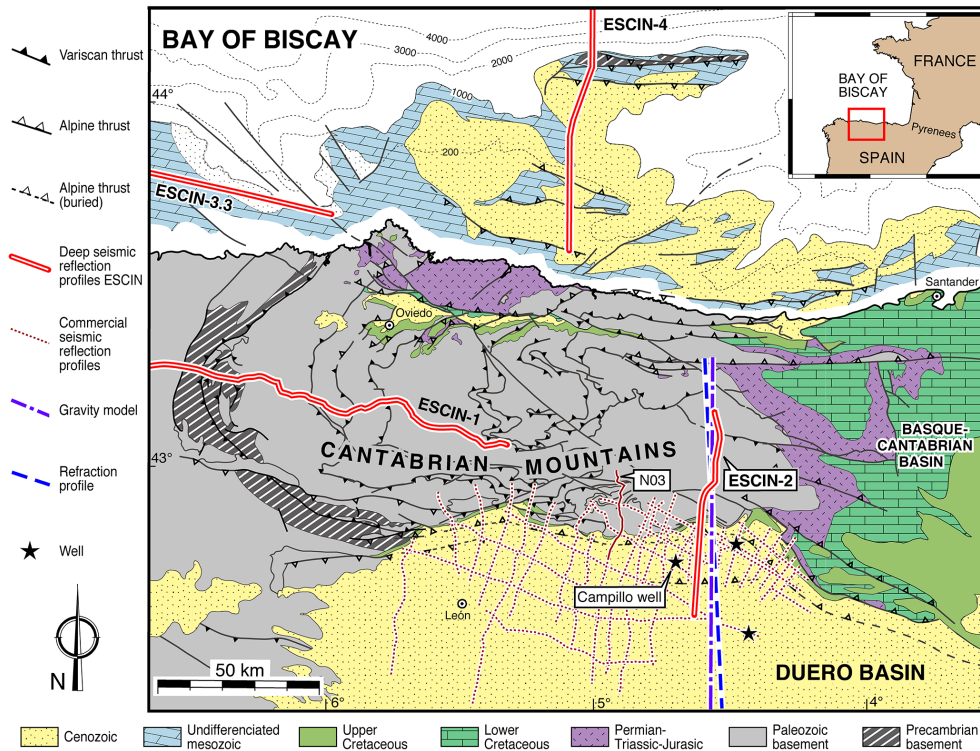 Variscan thrust
Alpine thrust
Alpine thrust
(buried)
Deep seismic
reflection
profiles ESCIN
Commercial
seismic
reflection
profiles
Gravity model
Refraction
profile
Well
N
BAY OF BISCAY
ESCIN-4
4000
3000
2000
1000
200
44°
ESCIN-3.3
FRANCE
BAY OF
BISCAY
Pyrenees
SPAIN
Santander
Oviedo
ESCIN-1
CANTABRIAN MOUNTAINS
BASQUE-
CANTABRIAN
BASIN
43°
N03
ESCIN-2
Campillo well
León
50 km
DUERO BASIN
6°
5°
4°
Cenozoic
Undifferenciated
mesozoic
Upper
Cretaceous
Lower
Cretaceous
Permian-
Triassic-Jurasic
Paleozoic
basement
Precambrian
basement